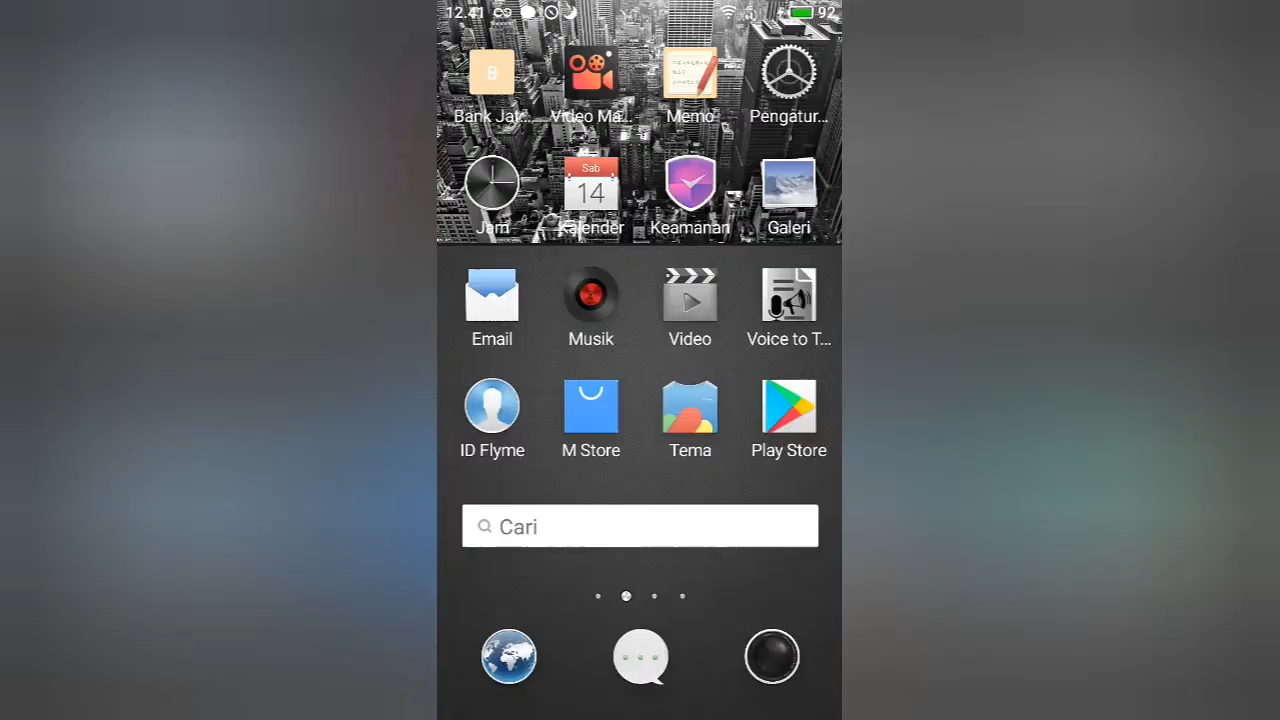 12.41 92
B
Bank Jat... Video Ma... Memo Pengatur...
Sab
14
Jam Kalender Keamanan Galeri
Email Musik Video Voice to T...
ID Flyme M Store Tema Play Store
Cari